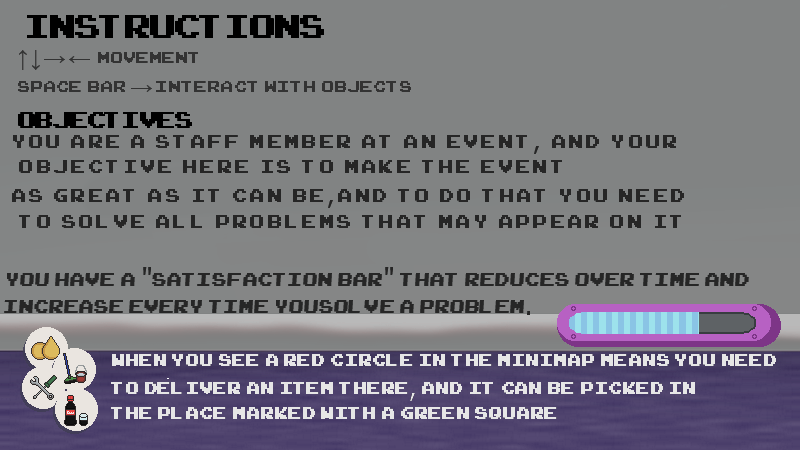 INSTRUCTIONS
↑↓→← MOVEMENT
SPACE BAR →INTERACT WITH OBJECTS
OBJECTIVES
YOU ARE A STAFF MEMBER AT AN EVENT, AND YOUR
OBJECTIVE HERE IS TO MAKE THE EVENT
AS GREAT AS IT CAN BE,AND TO DO THAT YOU NEED
TO SOLVE ALL PROBLEMS THAT MAY APPEAR ON IT
YOU HAVE A "SATISFACTION BAR" THAT REDUCES OVER TIME AND
INCREASE EVERY TIME YOUSOLVE A PROBLEM.
WHEN YOU SEE A RED CIRCLE IN THE MINIMAP MEANS YOU NEED
TO DELIVER AN ITEM THERE, AND IT CAN BE PICKED IN
THE PLACE MARKED WITH A GREEN SQUARE